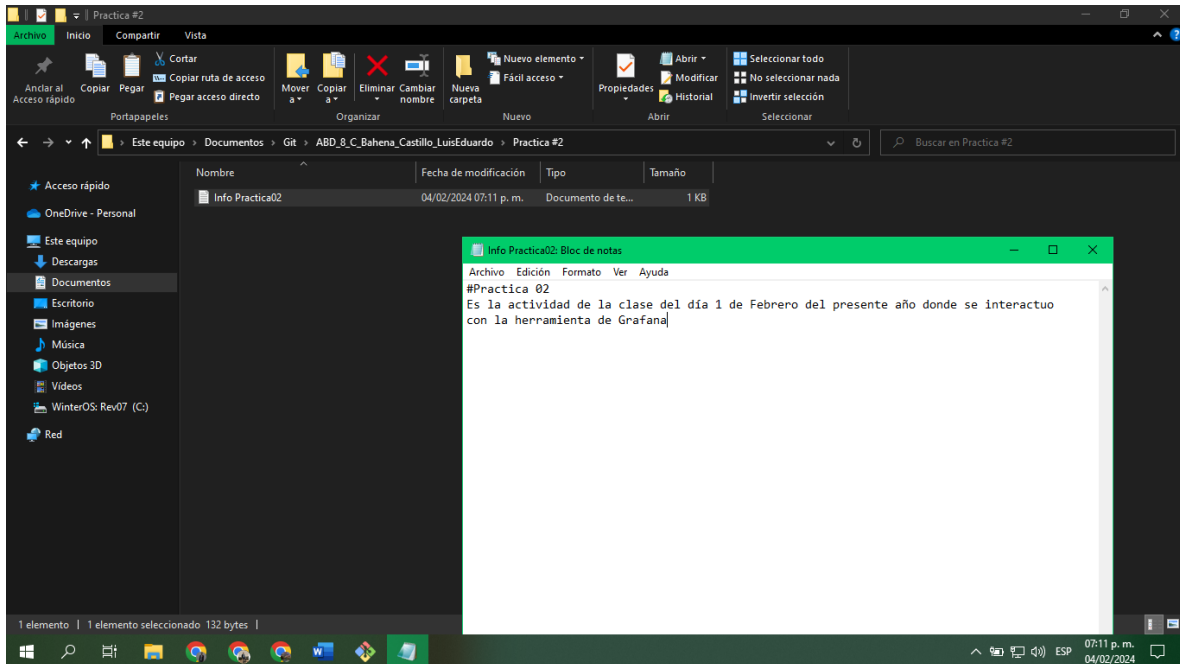 Practica #2
Archivo Inicio Compartir Vista
Anclar al
Acceso rápido
Copiar
Pegar
Cortar
Copiar ruta de acceso
Pegar acceso directo
Portapapeles
Mover
a
Copiar
a
Eliminar
Cambiar
nombre
Organizar
Nueva
carpeta
Nuevo elemento
Fácil acceso
Nuevo
Propiedades
Abrir
Modificar
Historial
Abrir
Seleccionar todo
No seleccionar nada
Invertir selección
Seleccionar
Este equipo > Documentos > Git > ABD_8_C_Bahena_Castillo_LuisEduardo > Practica #2
Buscar en Practica #2
Nombre Fecha de modificación Tipo Tamaño
Info Practica02 04/02/2024 07:11 p. m. Documento de te... 1 KB
Acceso rápido
OneDrive - Personal
Este equipo
Descargas
Documentos
Escritorio
Imágenes
Música
Objetos 3D
Vídeos
WinterOS: Rev07 (C:)
Red
Info Practica02: Bloc de notas
Archivo Edición Formato Ver Ayuda
#Practica 02
Es la actividad de la clase del día 1 de Febrero del presente año donde se interactuo
con la herramienta de Grafana
1 elemento | 1 elemento seleccionado 132 bytes |
ESP
07:11 p. m.
04/02/2024